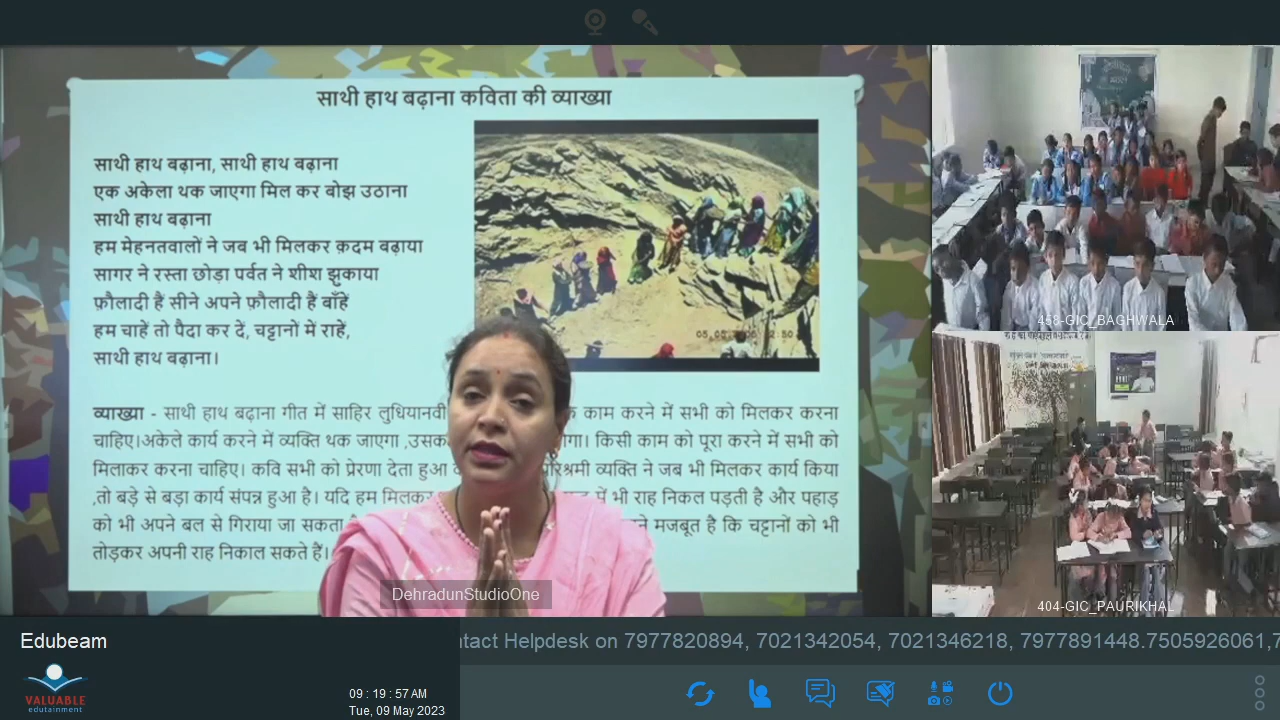 साथी हाथ बढ़ाना कविता की व्याख्या
साथी हाथ बढ़ाना, साथी हाथ बढ़ाना
एक अकेला थक जाएगा मिल कर बोझ उठाना
साथी हाथ बढ़ाना
हम मेहनतवालों ने जब भी मिलकर क़दम बढ़ाया
सागर ने रस्ता छोड़ा पर्वत ने शीश झुकाया
फ़ौलादी हैं सीने अपने फ़ौलादी हैं बाँहें
हम चाहें तो पैदा कर दें, चट्टानो में राहें,
साथी हाथ बढ़ाना।
व्याख्या - साथी हाथ बढ़ाना गीत में साहिर लुधियानवी काम करने में सभी को मिलकर करना
चाहिए।अकेले कार्य करने में व्यक्ति थक जाएगा ,उसक किसी काम को पूरा करने में सभी को
मिलाकर करना चाहिए। कवि सभी को प्रेरणा देता हुआ व्यक्ति ने जब भी मिलकर कार्य किया
,तो बड़े से बड़ा कार्य संपन्न हुआ है। यदि हम मिलकर में भी राह निकल पड़ती है और पहाड़
को भी अपने बल से गिराया जा सकता मजबूत है कि चट्टानों को भी
तोड़कर अपनी राह निकाल सकते हैं।
DehradunStudioOne
458-GIC_BAGHWALA
404-GIC_PAURIKHAL
Edubeam
ntact Helpdesk on 7977820894, 7021342054, 7021346218, 7977891448.7505926061,7
VALUABLE
edutainment
09 : 19 : 57 AM
Tue, 09 May 2023